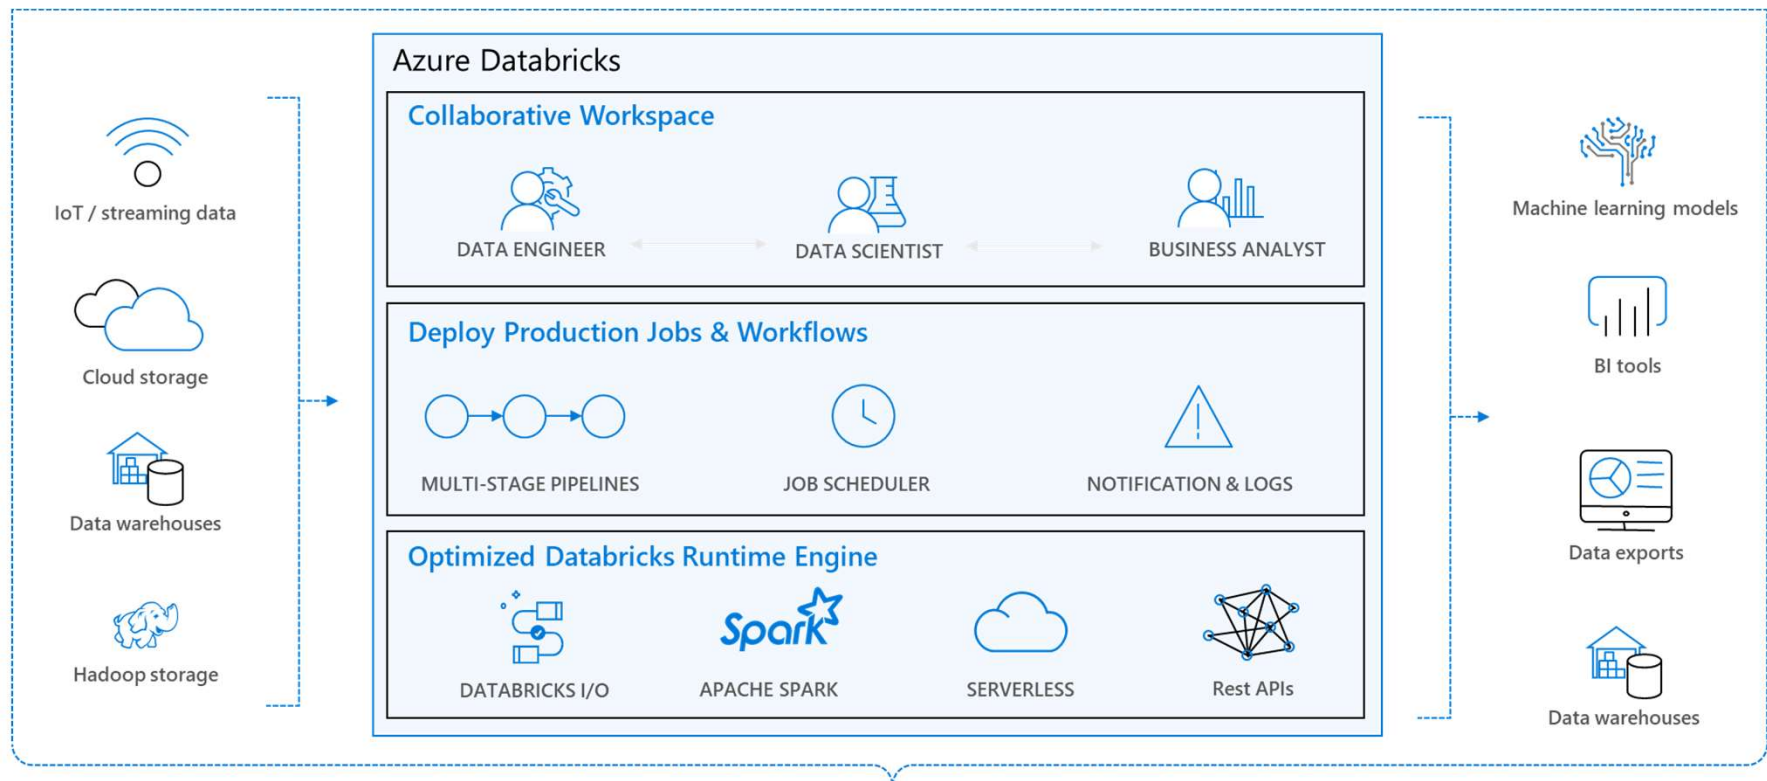 Azure Databricks
IoT / streaming data
Cloud storage
Data warehouses
Hadoop storage
Collaborative Workspace
DATA ENGINEER
DATA SCIENTIST
BUSINESS ANALYST
Deploy Production Jobs & Workflows
MULTI-STAGE PIPELINES
JOB SCHEDULER
NOTIFICATION & LOGS
Optimized Databricks Runtime Engine
Spark
DATABRICKS I/O
APACHE SPARK
SERVERLESS
Rest APIs
Machine learning models
BI tools
Data exports
Data warehouses